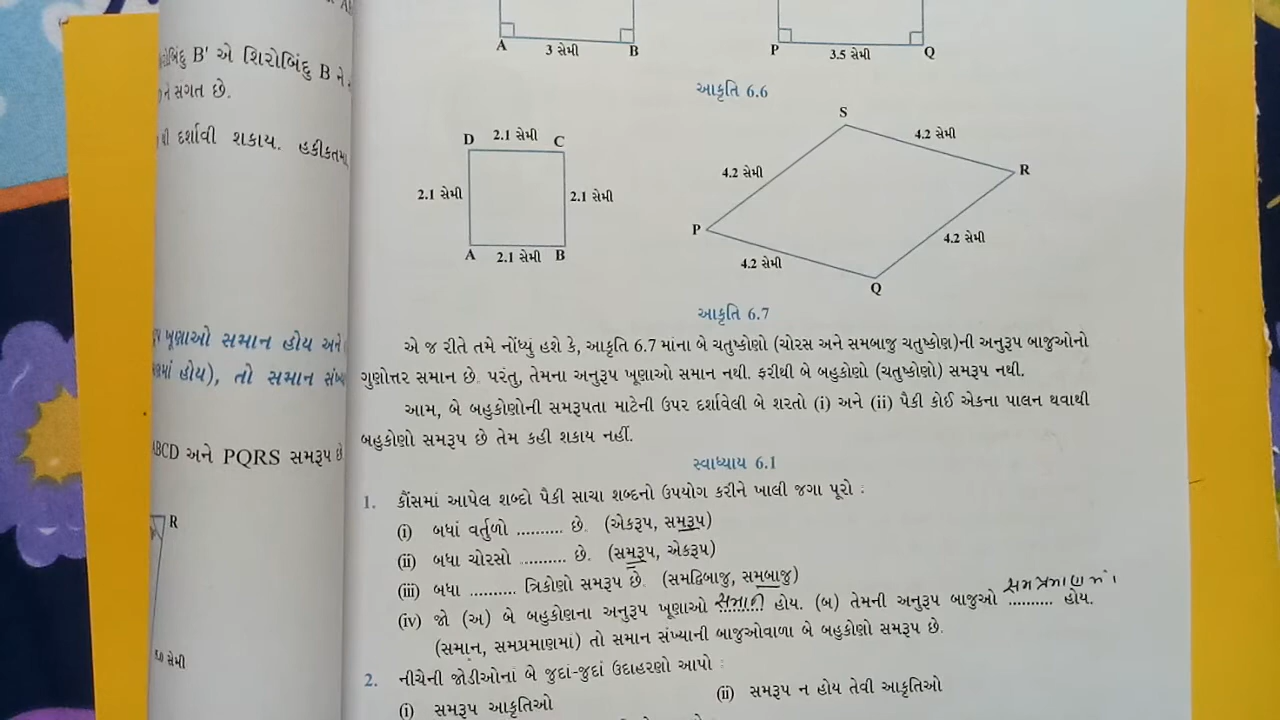 બિંદુ B' એ શિરોબિંદુ B ને
ને સંગત છે.
થી દર્શાવી શકાય. હકીકતમાં
ખૂણાઓ સમાન હોય અને
હોય), તો સમાન
ABCD અને PQRS સમરૂપ છે
R
A 3 સેમી B
P 3.5 સેમી Q
આકૃતિ 6.6
D 2.1 સેમી C
2.1 સેમી 2.1 સેમી
A 2.1 સેમી B
S
4.2 સેમી 4.2 સેમી
R
P
4.2 સેમી 4.2 સેમી
Q
આકૃતિ 6.7
એ જ રીતે તમે નોંધ્યું હશે કે, આકૃતિ 6.7 માંના બે ચતુષ્કોણો (ચોરસ અને સમબાજુ ચતુષ્કોણ)ની અનુરૂપ બાજુઓનો
ગુણોત્તર સમાન છે. પરંતુ, તેમના અનુરૂપ ખૂણાઓ સમાન નથી. ફરીથી બે બહુકોણો (ચતુષ્કોણો) સમરૂપ નથી.
આમ, બે બહુકોણોની સમરૂપતા માટેની ઉપર દર્શાવેલી બે શરતો (i) અને (ii) પૈકી કોઈ એકના પાલન થવાથી
બહુકોણો સમરૂપ છે તેમ કહી શકાય નહીં.
સ્વાધ્યાય 6.1
1. કૌંસમાં આપેલ શબ્દો પૈકી સાચા શબ્દનો ઉપયોગ કરીને ખાલી જગા પૂરો :
(i) બધાં વર્તુળો .......... છે. (એકરૂપ, સમરૂપ)
(ii) બધા ચોરસો .......... છે. (સમરૂપ, એકરૂપ)
(iii) બધા .......... ત્રિકોણો સમરૂપ છે. (સમદ્વિબાજુ, સમબાજુ)
સમપ્રમાણમાં
(iv) જો (અ) બે બહુકોણના અનુરૂપ ખૂણાઓ સમાન હોય. (બ) તેમની અનુરૂપ બાજુઓ .......... હોય.
(સમાન, સમપ્રમાણમાં) તો સમાન સંખ્યાની બાજુઓવાળા બે બહુકોણો સમરૂપ છે.
2. નીચેની જોડીઓનાં બે જુદાં-જુદાં ઉદાહરણો આપો :
(i) સમરૂપ આકૃતિઓ (ii) સમરૂપ ન હોય તેવી આકૃતિઓ